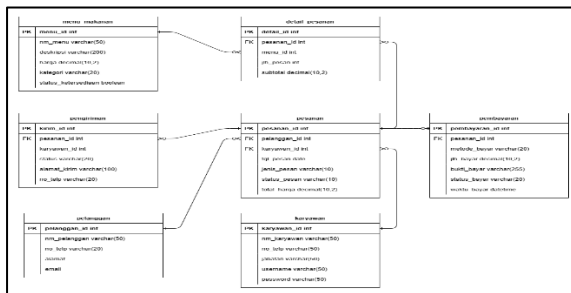 menu_makanan
PK menu_id int
nm_menu varchar(50)
deskripsi varchar(200)
harga decimal(10,2)
kategori varchar(20)
status_ketersediaan boolean
detail_pesanan
PK detail_id int
FK pesanan_id int
menu_id int
jlh_pesan int
subtotal decimal(10,2)
pengiriman
PK kirim_id int
FK pesanan_id int
karyawan_id int
status varchar(20)
alamat_kirim varchar(100)
no_telp varchar(20)
pesanan
PK pesanan_id int
FK pelanggan_id int
FK karyawan_id int
tgl_pesan date
jenis_pesan varchar(10)
status_pesan varchar(10)
total_harga decimal(10,2)
pembayaran
PK pembayaran_id int
FK pesanan_id int
metode_bayar varchar(20)
jlh_bayar decimal(10,2)
bukti_bayar varchar(255)
status_bayar varchar(20)
waktu_bayar datetime
pelanggan
PK pelanggan_id int
nm_pelanggan varchar(50)
no_telp varchar(20)
alamat
email
karyawan
PK karyawan_id int
nm_karyawan varchar(50)
no_telp varchar(50)
jabatan varchar(50)
username varchar(50)
password varchar(50)